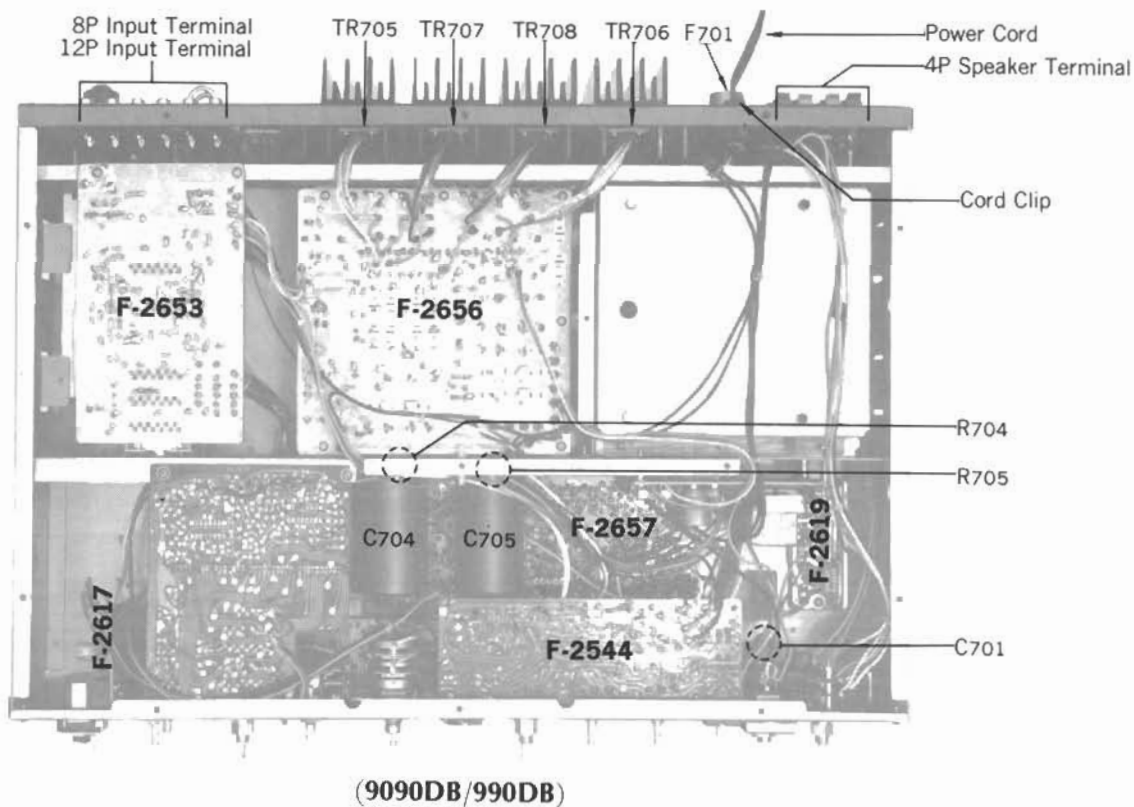 8P Input Terminal
12P Input Terminal
TR705
TR707
TR708
TR706
F701
Power Cord
4P Speaker Terminal
Cord Clip
F-2653
F-2656
R704
R705
C704
C705
F-2657
F-2619
F-2617
F-2544
C701
(9090DB/990DB)